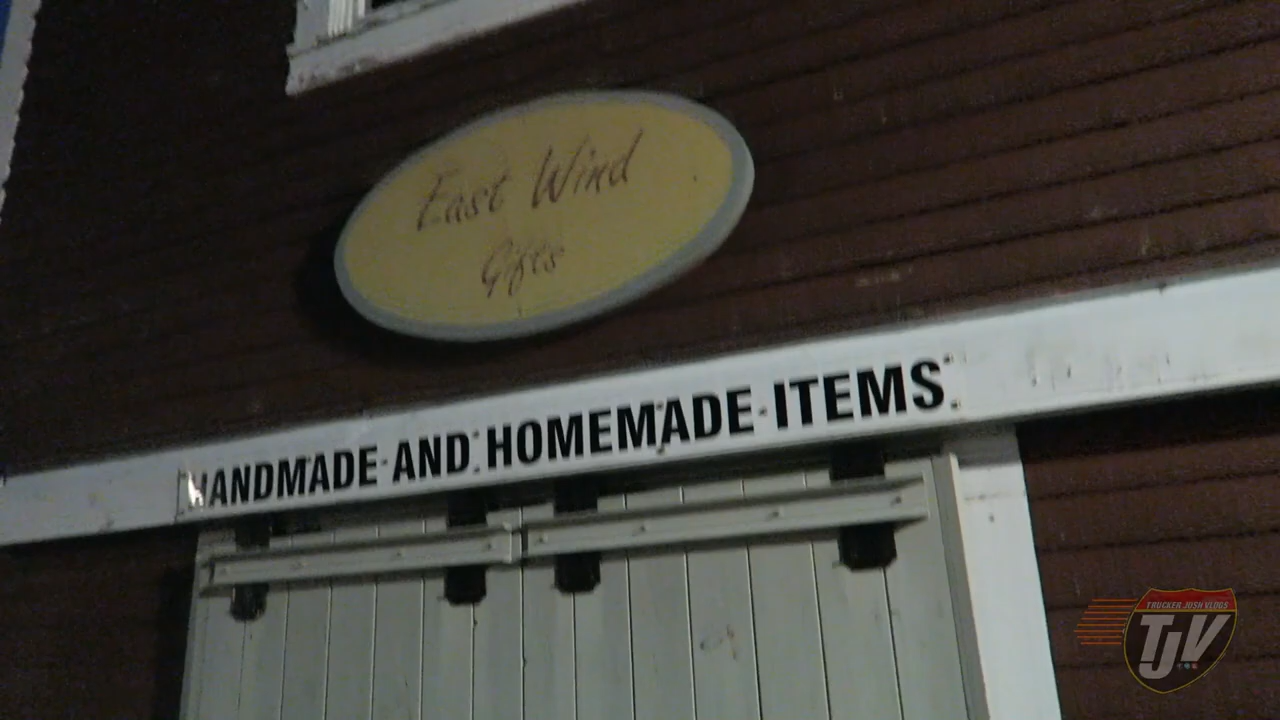 East Wind
Gifts
HANDMADE AND HOMEMADE ITEMS
TRUCKER JOSH VLOGS
TJV